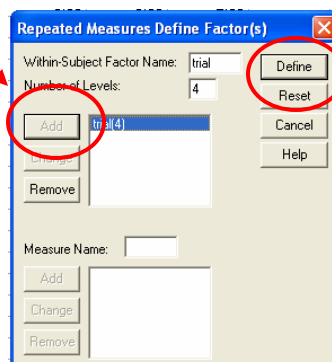 Repeated Measures Define Factor(s)
Within-Subject Factor Name: trial
Number of Levels: 4
Define
Reset
Cancel
Help
Add
Change
Remove
trial(4)
Measure Name:
Add
Change
Remove